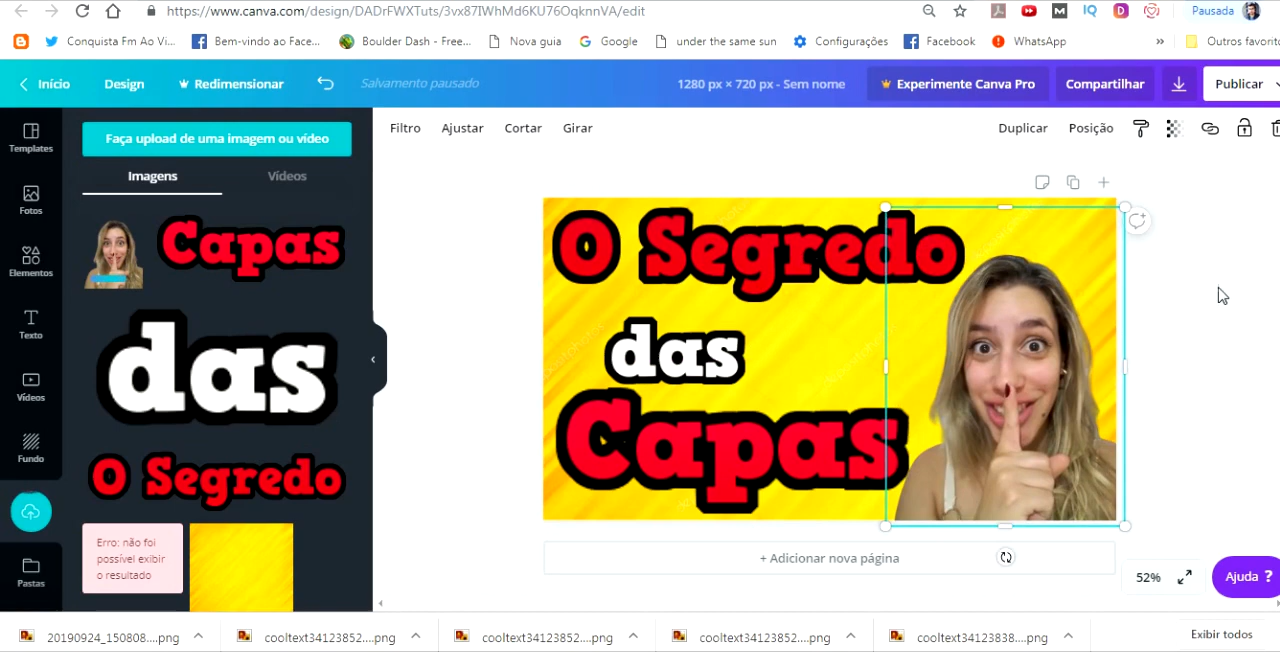 https://www.canva.com/design/DADrFWXTuts/3vx87IWhMd6KU76OqknnVA/edit
Pausada
Conquista Fm Ao Vi...
Bem-vindo ao Face...
Boulder Dash - Free...
Nova guia
Google
under the same sun
Configurações
Facebook
WhatsApp
»
Outros favorito
Início
Design
Redimensionar
Salvamento pausado
1280 px × 720 px - Sem nome
Experimente Canva Pro
Compartilhar
Publicar
Templates
Fotos
Elementos
Texto
Vídeos
Fundo
Pastas
Faça upload de uma imagem ou vídeo
Imagens
Vídeos
Capas
das
O Segredo
Erro: não foi
possível exibir
o resultado
Filtro
Ajustar
Cortar
Girar
Duplicar
Posição
O Segredo
das
Capas
+ Adicionar nova página
52%
Ajuda ?
20190924_150808....png
cooltext34123852....png
cooltext34123852....png
cooltext34123852....png
cooltext34123838....png
Exibir todos